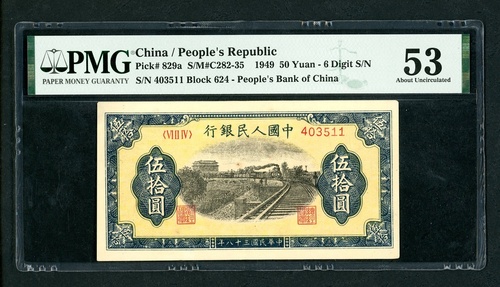 PMG
PAPER MONEY GUARANTY
China / People's Republic
Pick# 829a S/M#C282-35 1949 50 Yuan - 6 Digit S/N
S/N 403511 Block 624 - People's Bank of China
53
About Uncirculated
行銀民人國中
〈VI II IV〉 403511
伍拾圓
伍拾圓
年八十三國民華中